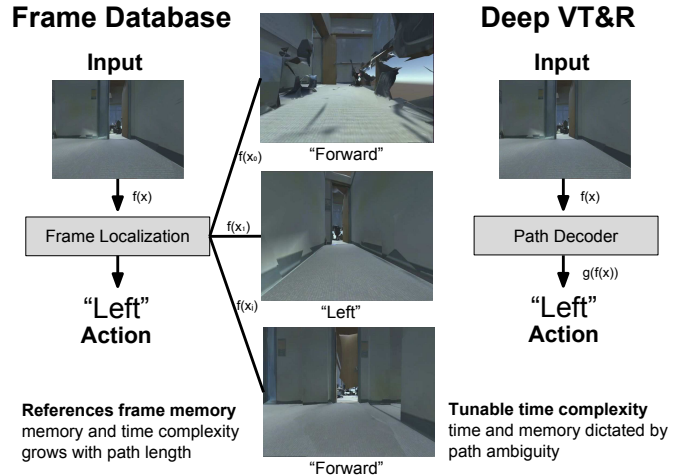 Frame Database
Input
f(x)
Frame Localization
“Left”
Action
References frame memory
memory and time complexity
grows with path length
f(x₀)
f(x₁)
f(xᵢ)
“Forward”
“Left”
“Forward”
Deep VT&R
Input
f(x)
Path Decoder
g(f(x))
“Left”
Action
Tunable time complexity
time and memory dictated by
path ambiguity